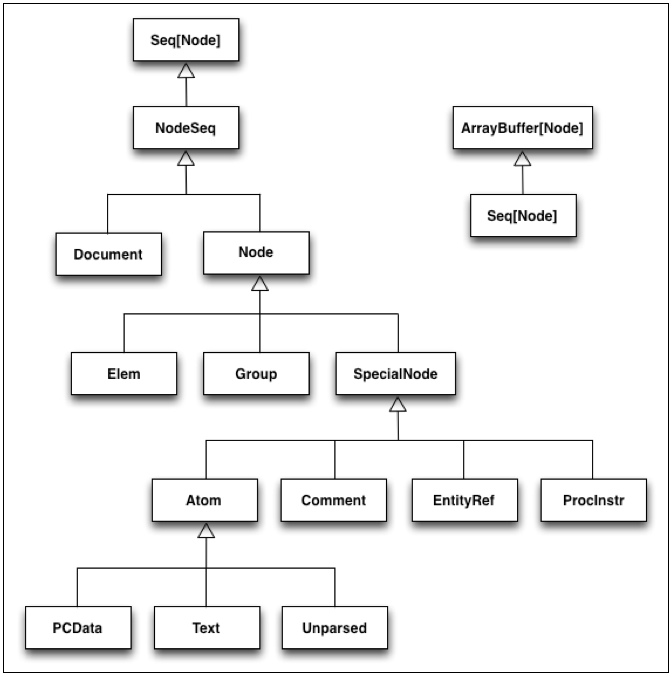 Seq[Node]
NodeSeq
ArrayBuffer[Node]
Seq[Node]
Document
Node
Elem
Group
SpecialNode
Atom
Comment
EntityRef
ProcInstr
PCData
Text
Unparsed